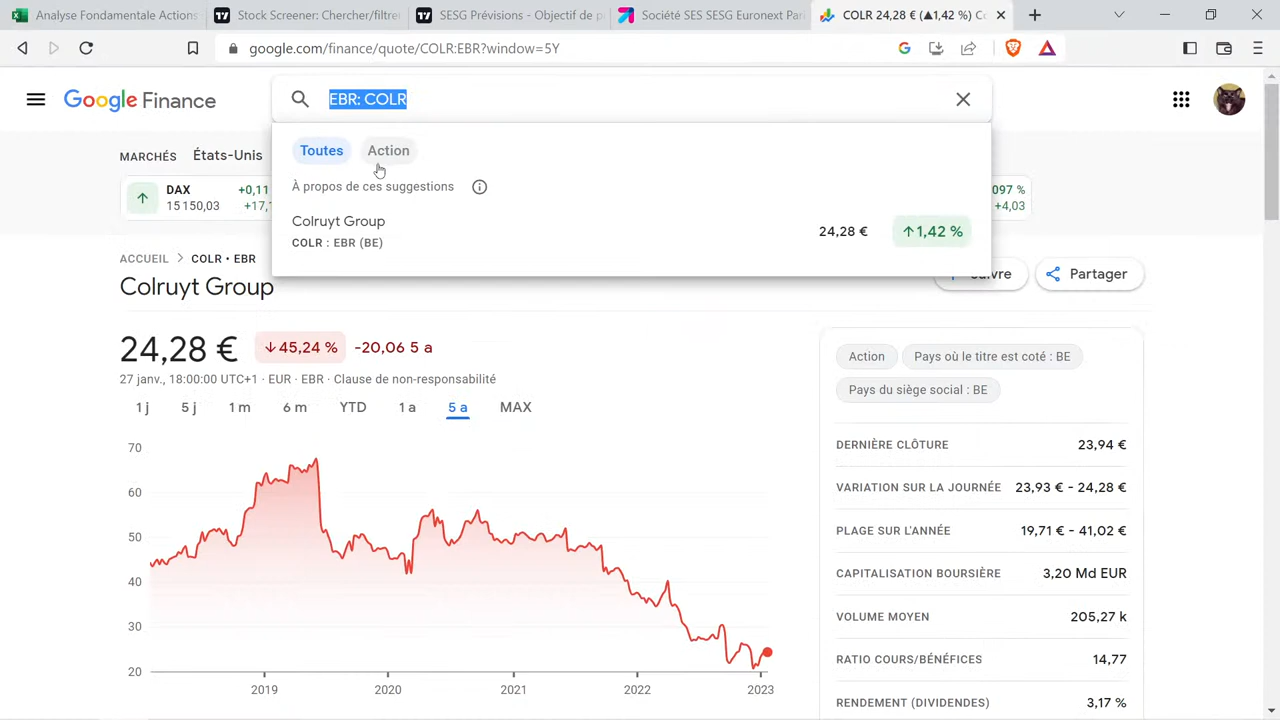 Analyse Fondamentale Actions
Stock Screener: Chercher filtre
SESG Prévisions - Objectif de p
Société SES SESG Euronext Par
COLR 24,28 € (▲1,42 %) Co
google.com/finance/quote/COLR:EBR?window=5Y
Google Finance
EBR: COLR
Toutes
Action
À propos de ces suggestions
Colruyt Group
COLR : EBR (BE)
24,28 €
↑1,42 %
MARCHÉS
États-Unis
DAX
15 150,03
+0,11
+17,
097 %
+4,03
ACCUEIL > COLR • EBR
Colruyt Group
Suivre
Partager
24,28 €
↓45,24 %
-20,06 5 a
27 janv., 18:00:00 UTC+1 · EUR · EBR · Clause de non-responsabilité
1 j
5 j
1 m
6 m
YTD
1 a
5 a
MAX
70
60
50
40
30
20
2019
2020
2021
2022
2023
Action
Pays où le titre est coté : BE
Pays du siège social : BE
DERNIÈRE CLÔTURE
23,94 €
VARIATION SUR LA JOURNÉE
23,93 € - 24,28 €
PLAGE SUR L'ANNÉE
19,71 € - 41,02 €
CAPITALISATION BOURSIÈRE
3,20 Md EUR
VOLUME MOYEN
205,27 k
RATIO COURS/BÉNÉFICES
14,77
RENDEMENT (DIVIDENDES)
3,17 %